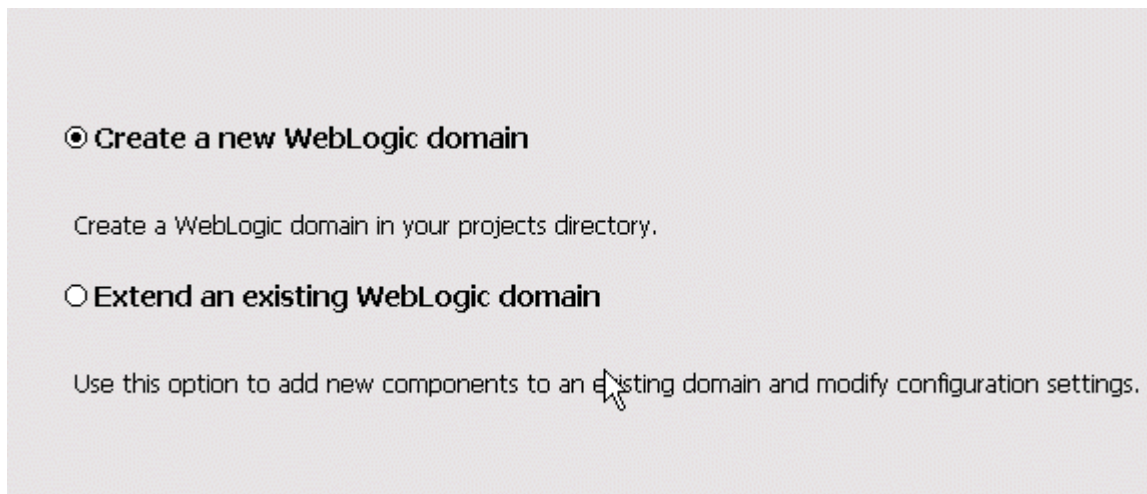 Create a new WebLogic domain
Create a WebLogic domain in your projects directory.
Extend an existing WebLogic domain
Use this option to add new components to an existing domain and modify configuration settings.